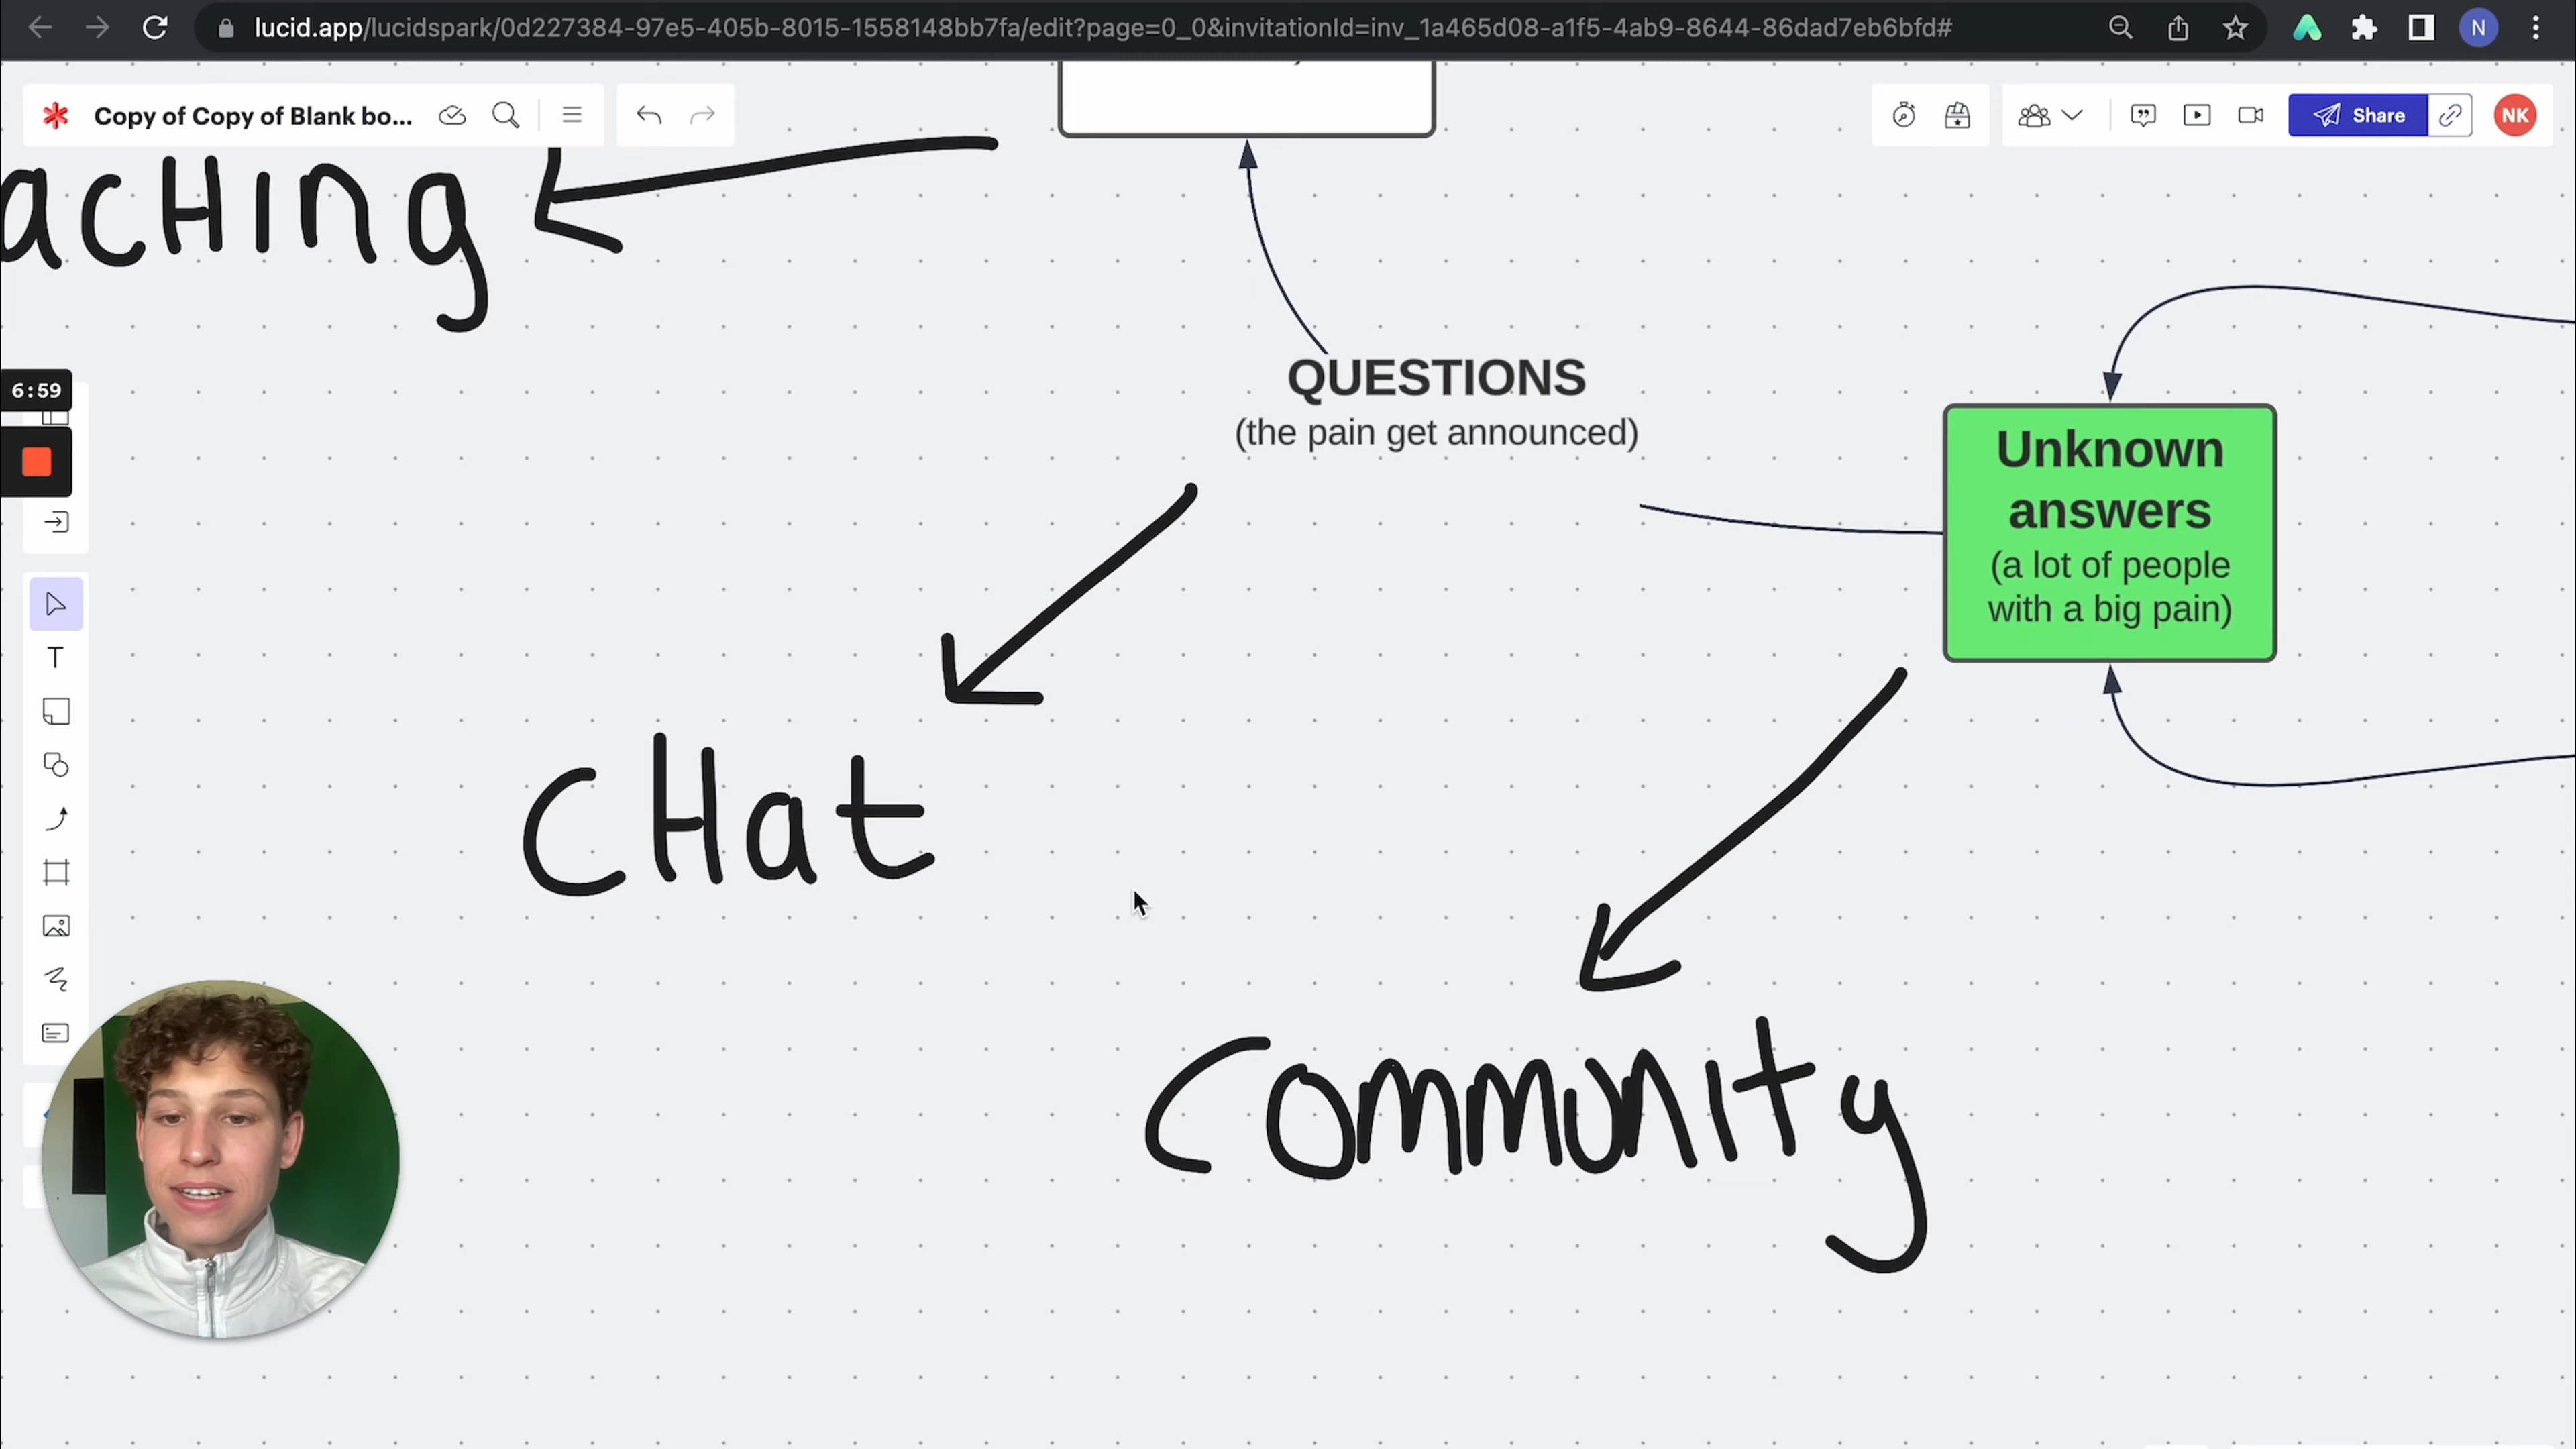 lucid.app/lucidspark/0d227384-97e5-405b-8015-1558148bb7fa/edit?page=0_0&invitationId=inv_1a465d08-a1f5-4ab9-8644-86dad7eb6bfd#
N
Copy of Copy of Blank bo...
Share
NK
acHing
6:59
QUESTIONS
(the pain get announced)
Unknown
answers
(a lot of people
with a big pain)
T
cHat
community